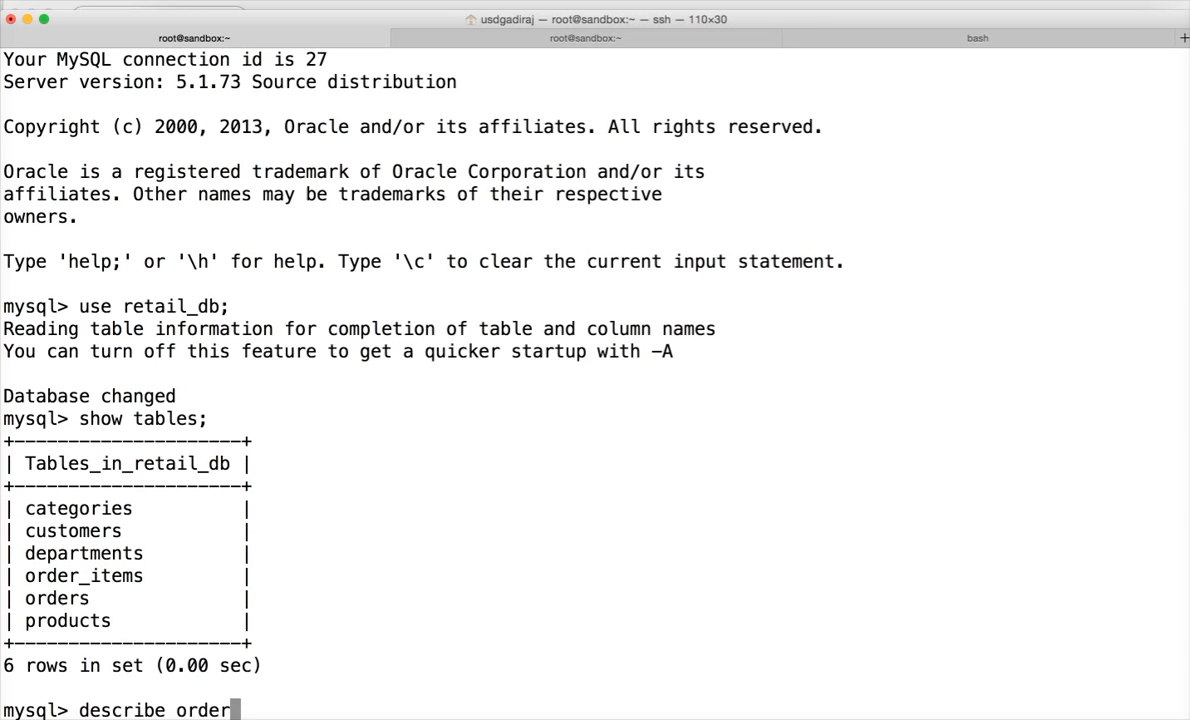 usdgadiraj — root@sandbox:~ — ssh — 110×30
root@sandbox:~ root@sandbox:~ bash +
Your MySQL connection id is 27
Server version: 5.1.73 Source distribution
Copyright (c) 2000, 2013, Oracle and/or its affiliates. All rights reserved.
Oracle is a registered trademark of Oracle Corporation and/or its
affiliates. Other names may be trademarks of their respective
owners.
Type 'help;' or '\h' for help. Type '\c' to clear the current input statement.
mysql> use retail_db;
Reading table information for completion of table and column names
You can turn off this feature to get a quicker startup with -A
Database changed
mysql> show tables;
+---------------------+
| Tables_in_retail_db |
+---------------------+
| categories          |
| customers           |
| departments         |
| order_items         |
| orders              |
| products            |
+---------------------+
6 rows in set (0.00 sec)
mysql> describe order